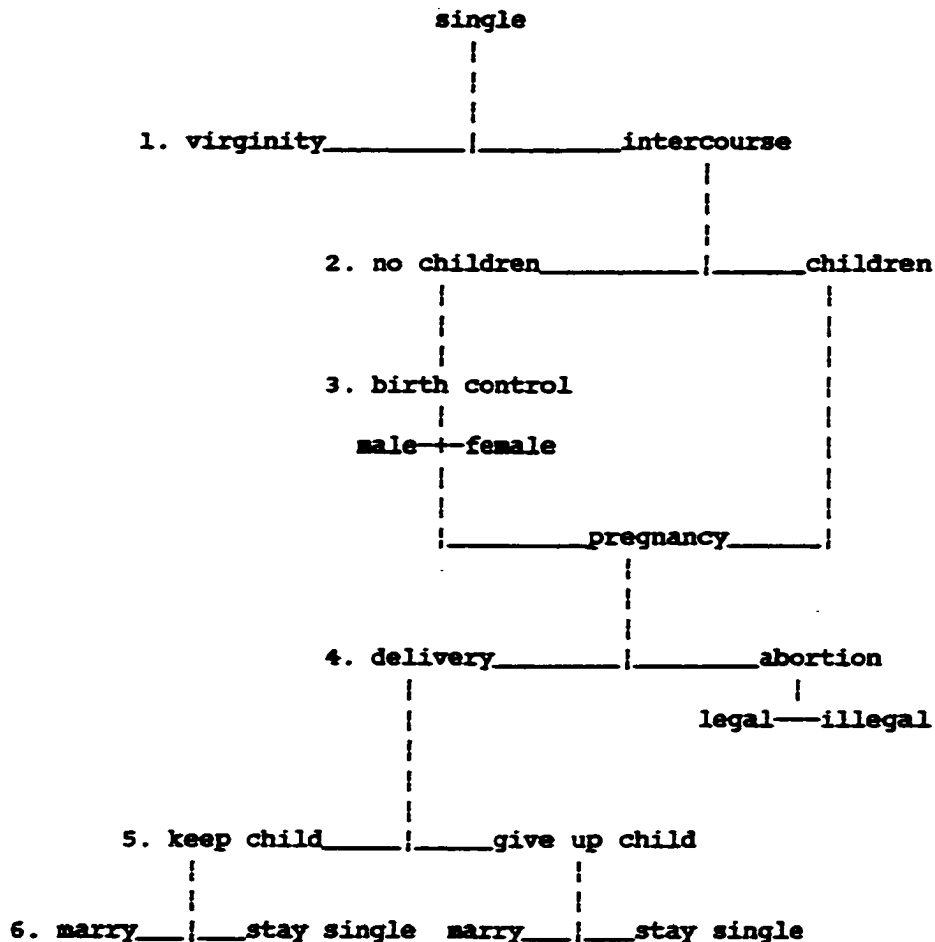 single
1. virginity intercourse
2. no children children
3. birth control
male female
pregnancy
4. delivery abortion
legal illegal
5. keep child give up child
6. marry stay single marry stay single